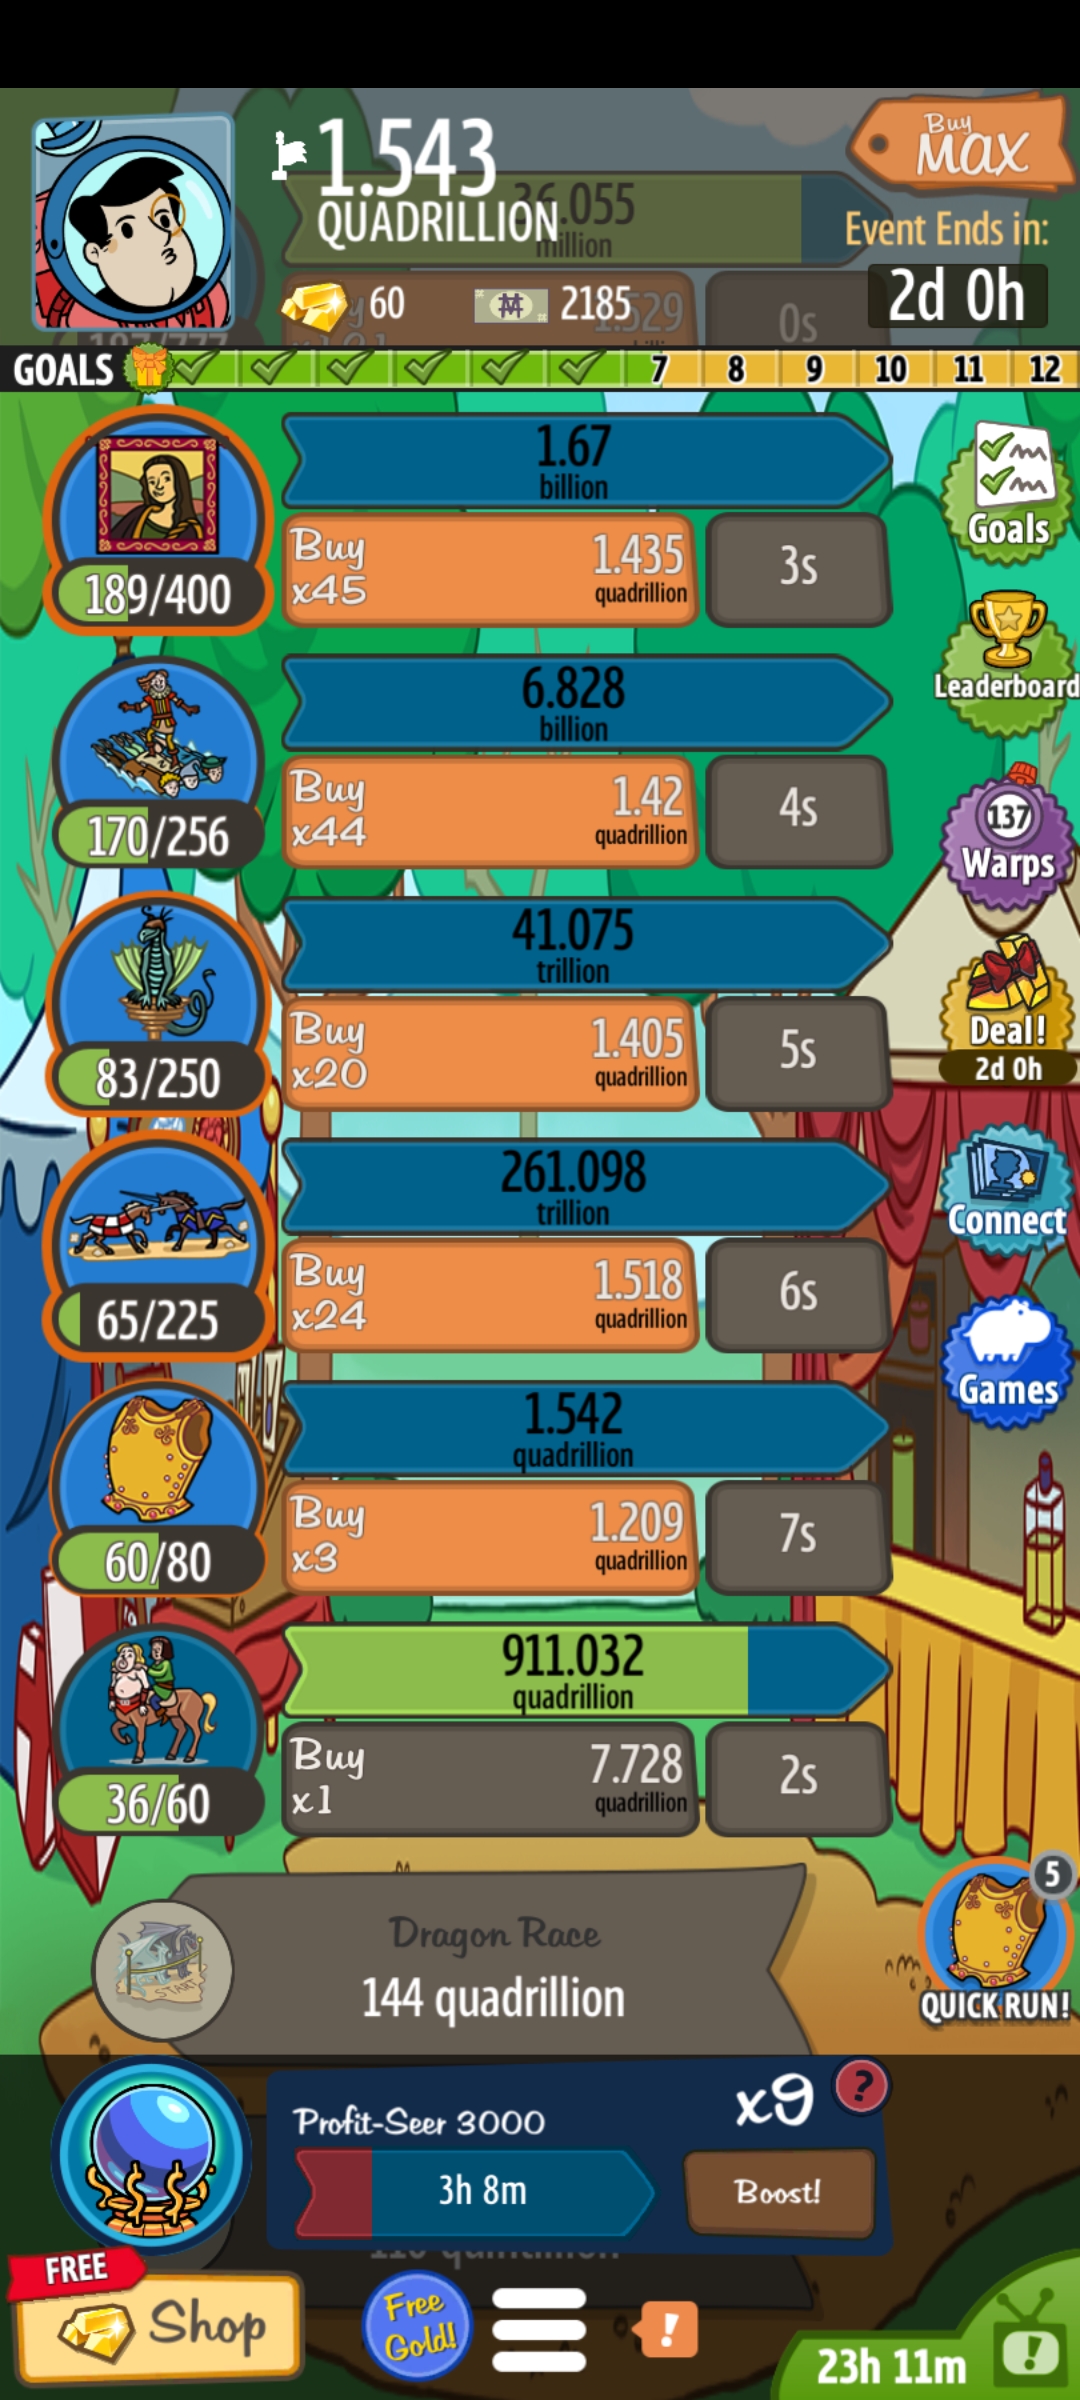 1.543
QUADRILLION
Buy
MAX
36.055
million
Event Ends in:
2d 0h
60
2185
0s
GOALS
7 8 9 10 11 12
1.67
billion
Buy
x45
1.435
quadrillion
3s
189/400
Goals
6.828
billion
Leaderboard
Buy
x44
1.42
quadrillion
4s
170/256
137
Warps
41.075
trillion
Buy
x20
1.405
quadrillion
5s
83/250
Deal!
2d 0h
261.098
trillion
Connect
Buy
x24
1.518
quadrillion
6s
65/225
Games
1.542
quadrillion
Buy
x3
1.209
quadrillion
7s
60/80
911.032
quadrillion
Buy
x1
7.728
quadrillion
2s
36/60
Dragon Race
144 quadrillion
START
5
QUICK RUN!
Profit-Seer 3000
x9
?
3h 8m
Boost!
FREE
Shop
Free
Gold!
!
23h 11m
!